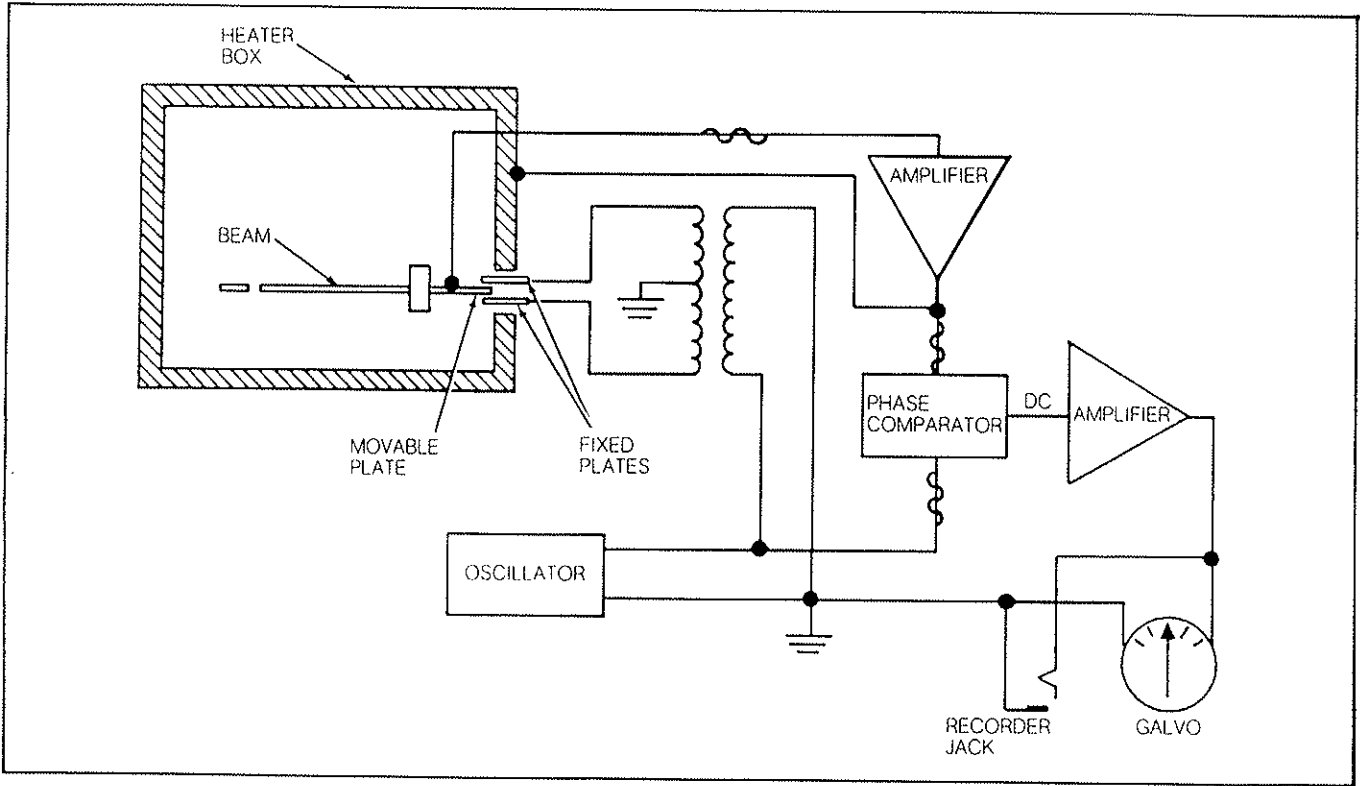 HEATER
BOX
AMPLIFIER
BEAM
PHASE
COMPARATOR
DC
AMPLIFIER
MOVABLE
PLATE
FIXED
PLATES
OSCILLATOR
RECORDER
JACK
GALVO